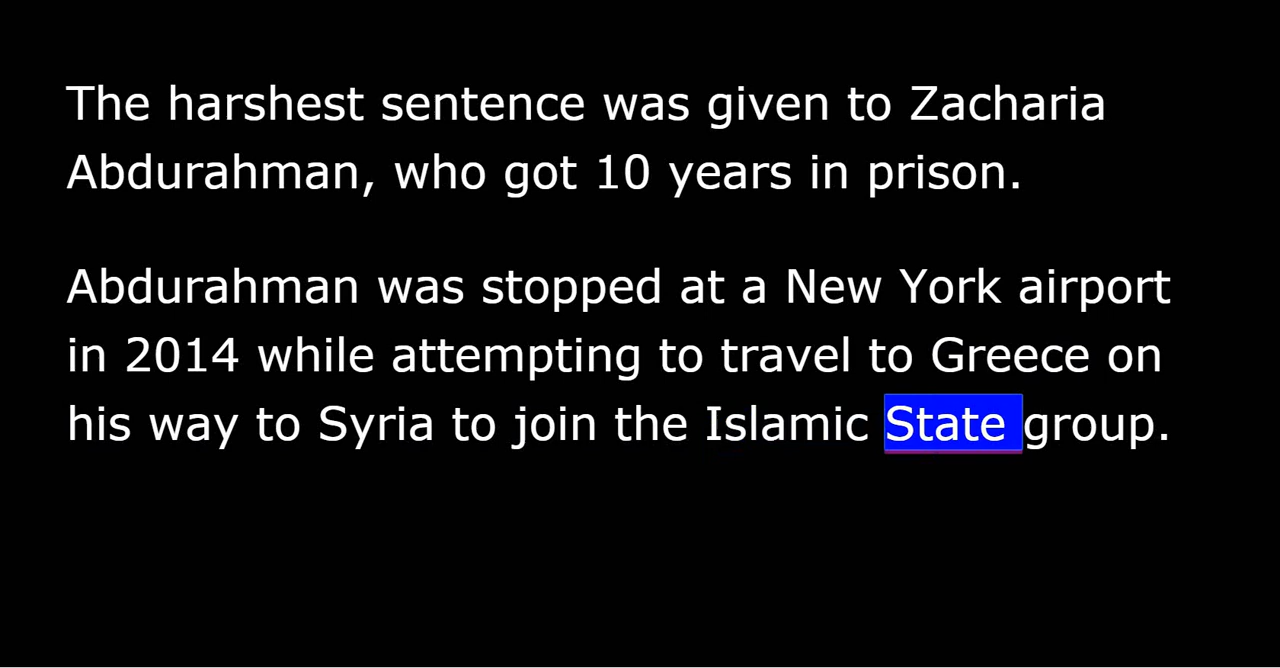 The harshest sentence was given to Zacharia
Abdurahman, who got 10 years in prison.
Abdurahman was stopped at a New York airport
in 2014 while attempting to travel to Greece on
his way to Syria to join the Islamic State group.